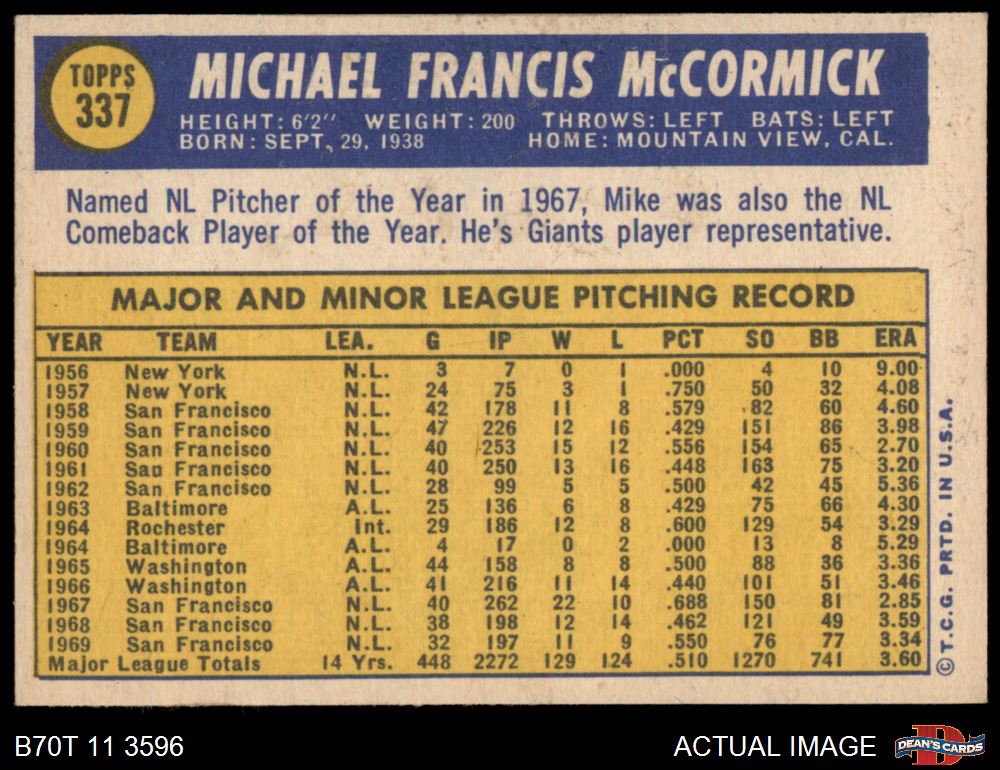 TOPPS
337
MICHAEL FRANCIS McCORMICK
HEIGHT: 6'2" WEIGHT: 200 THROWS: LEFT BATS: LEFT
BORN: SEPT. 29, 1938 HOME: MOUNTAIN VIEW, CAL.
Named NL Pitcher of the Year in 1967, Mike was also the NL
Comeback Player of the Year. He's Giants player representative.
MAJOR AND MINOR LEAGUE PITCHING RECORD
YEAR TEAM LEA. G IP W L PCT SO BB ERA
1956 New York N.L. 3 7 0 1 .000 4 10 9.00
1957 New York N.L. 24 75 3 1 .750 50 32 4.08
1958 San Francisco N.L. 42 178 11 8 .579 82 60 4.60
1959 San Francisco N.L. 47 226 12 16 .429 151 86 3.98
1960 San Francisco N.L. 40 253 15 12 .556 154 65 2.70
1961 San Francisco N.L. 40 250 13 16 .448 163 75 3.20
1962 San Francisco N.L. 28 99 5 5 .500 42 45 5.36
1963 Baltimore A.L. 25 136 6 8 .429 75 66 4.30
1964 Rochester Int. 29 186 12 8 .600 129 54 3.29
1964 Baltimore A.L. 4 17 0 2 .000 13 8 5.29
1965 Washington A.L. 44 158 8 8 .500 88 36 3.36
1966 Washington A.L. 41 216 11 14 .440 101 51 3.46
1967 San Francisco N.L. 40 262 22 10 .688 150 81 2.85
1968 San Francisco N.L. 38 198 12 14 .462 121 49 3.59
1969 San Francisco N.L. 32 197 11 9 .550 76 77 3.34
Major League Totals 14 Yrs. 448 2272 129 124 .510 1270 741 3.60
© T.C.G. PRTD. IN U.S.A.
B70T 11 3596
ACTUAL IMAGE
D
DEAN'S CARDS